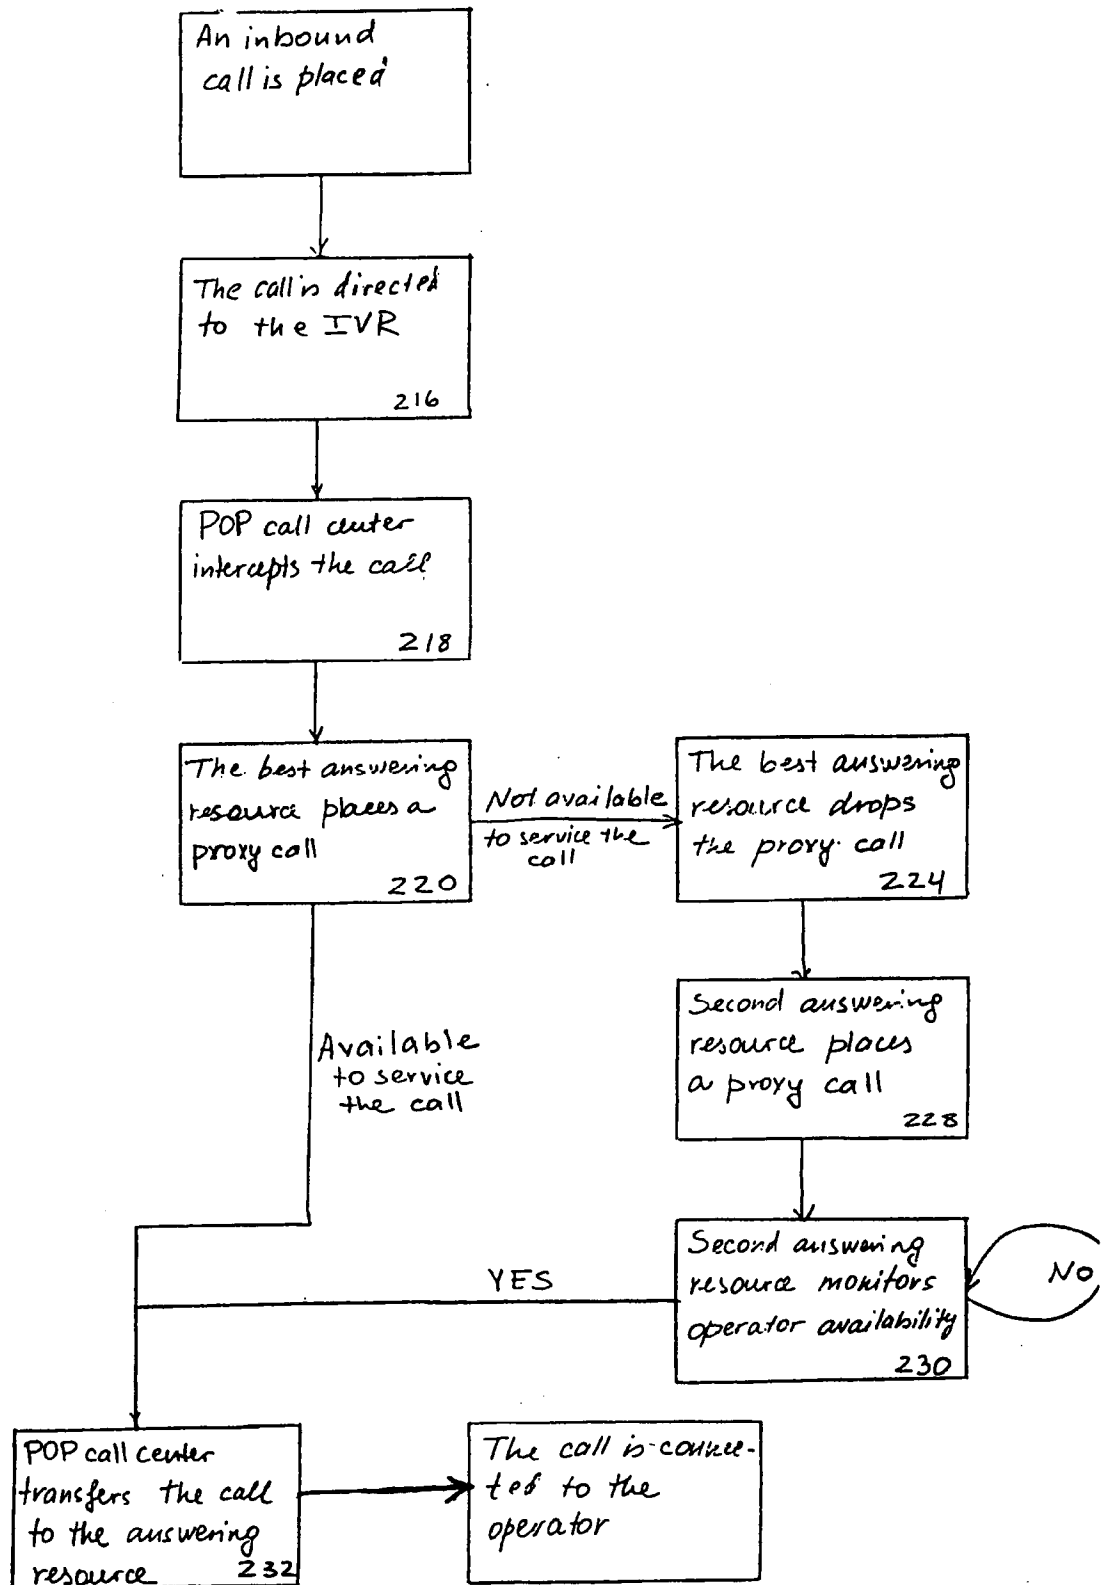 An inbound
call is placed
The call is directed
to the IVR
216
POP call center
intercepts the call
218
The best answering
resource places a
proxy call
220
Not available
to service the
call
The best answering
resource drops
the proxy call
224
Available
to service
the call
Second answering
resource places
a proxy call
228
Second answering
resource monitors
operator availability
230
NO
YES
POP call center
transfers the call
to the answering
resource 232
The call is connec-
ted to the
operator